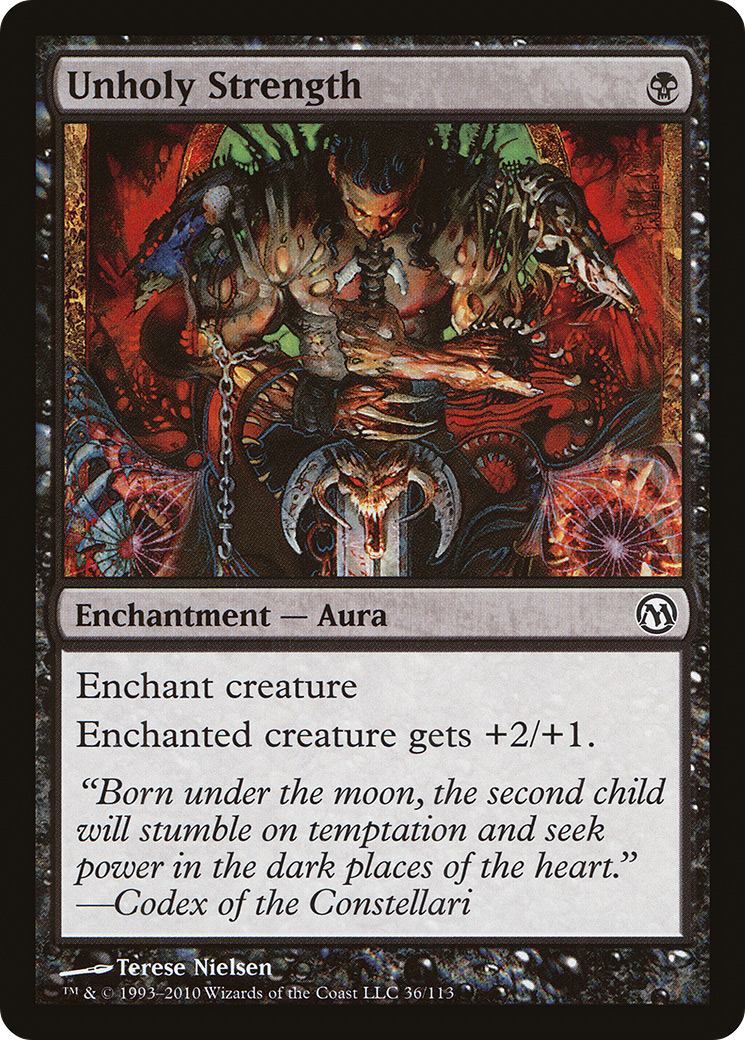 Unholy Strength
Enchantment — Aura
Enchant creature
Enchanted creature gets +2/+1.
“Born under the moon, the second child
will stumble on temptation and seek
power in the dark places of the heart.”
—Codex of the Constellari
Terese Nielsen
™ & © 1993–2010 Wizards of the Coast LLC 36/113